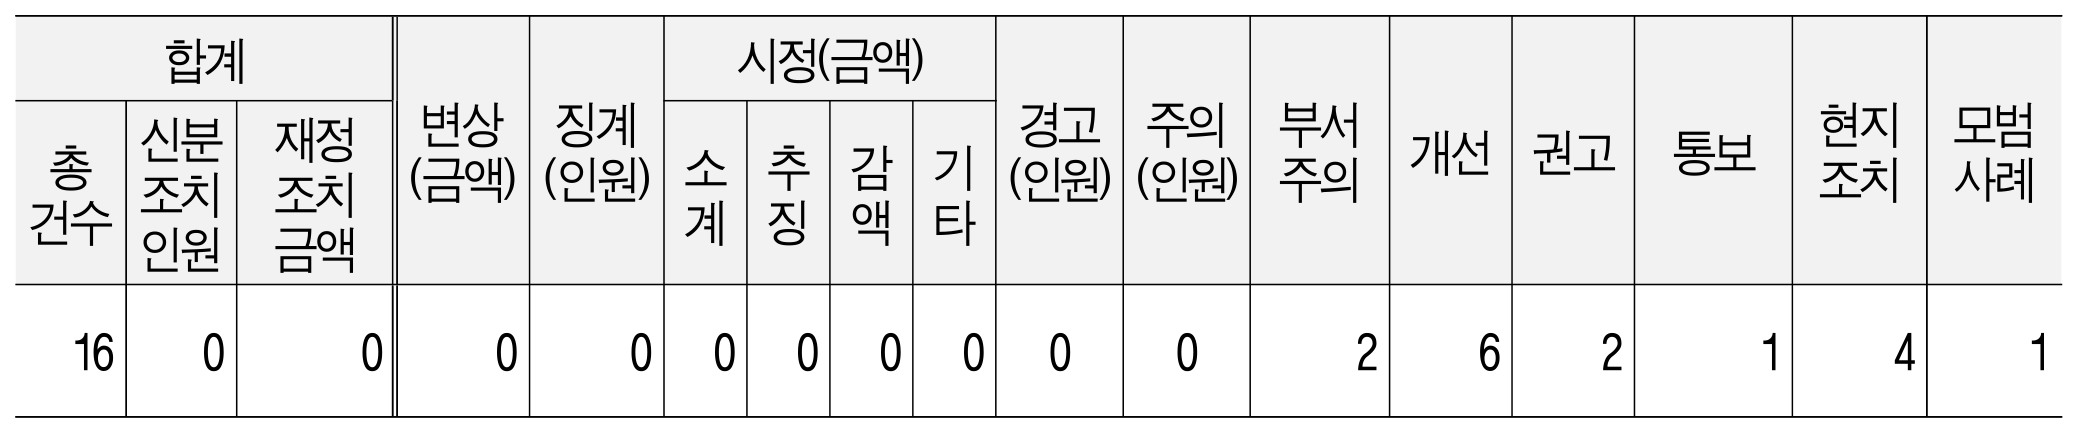 합계 시정(금액)
총
건수
신분
조치
인원
재정
조치
금액
변상
(금액)
징계
(인원)
소
계
추
징
감
액
기
타
경고
(인원)
주의
(인원)
부서
주의
개선
권고
통보
현지
조치
모범
사례
16 0 0 0 0 0 0 0 0 0 0 2 6 2 1 4 1